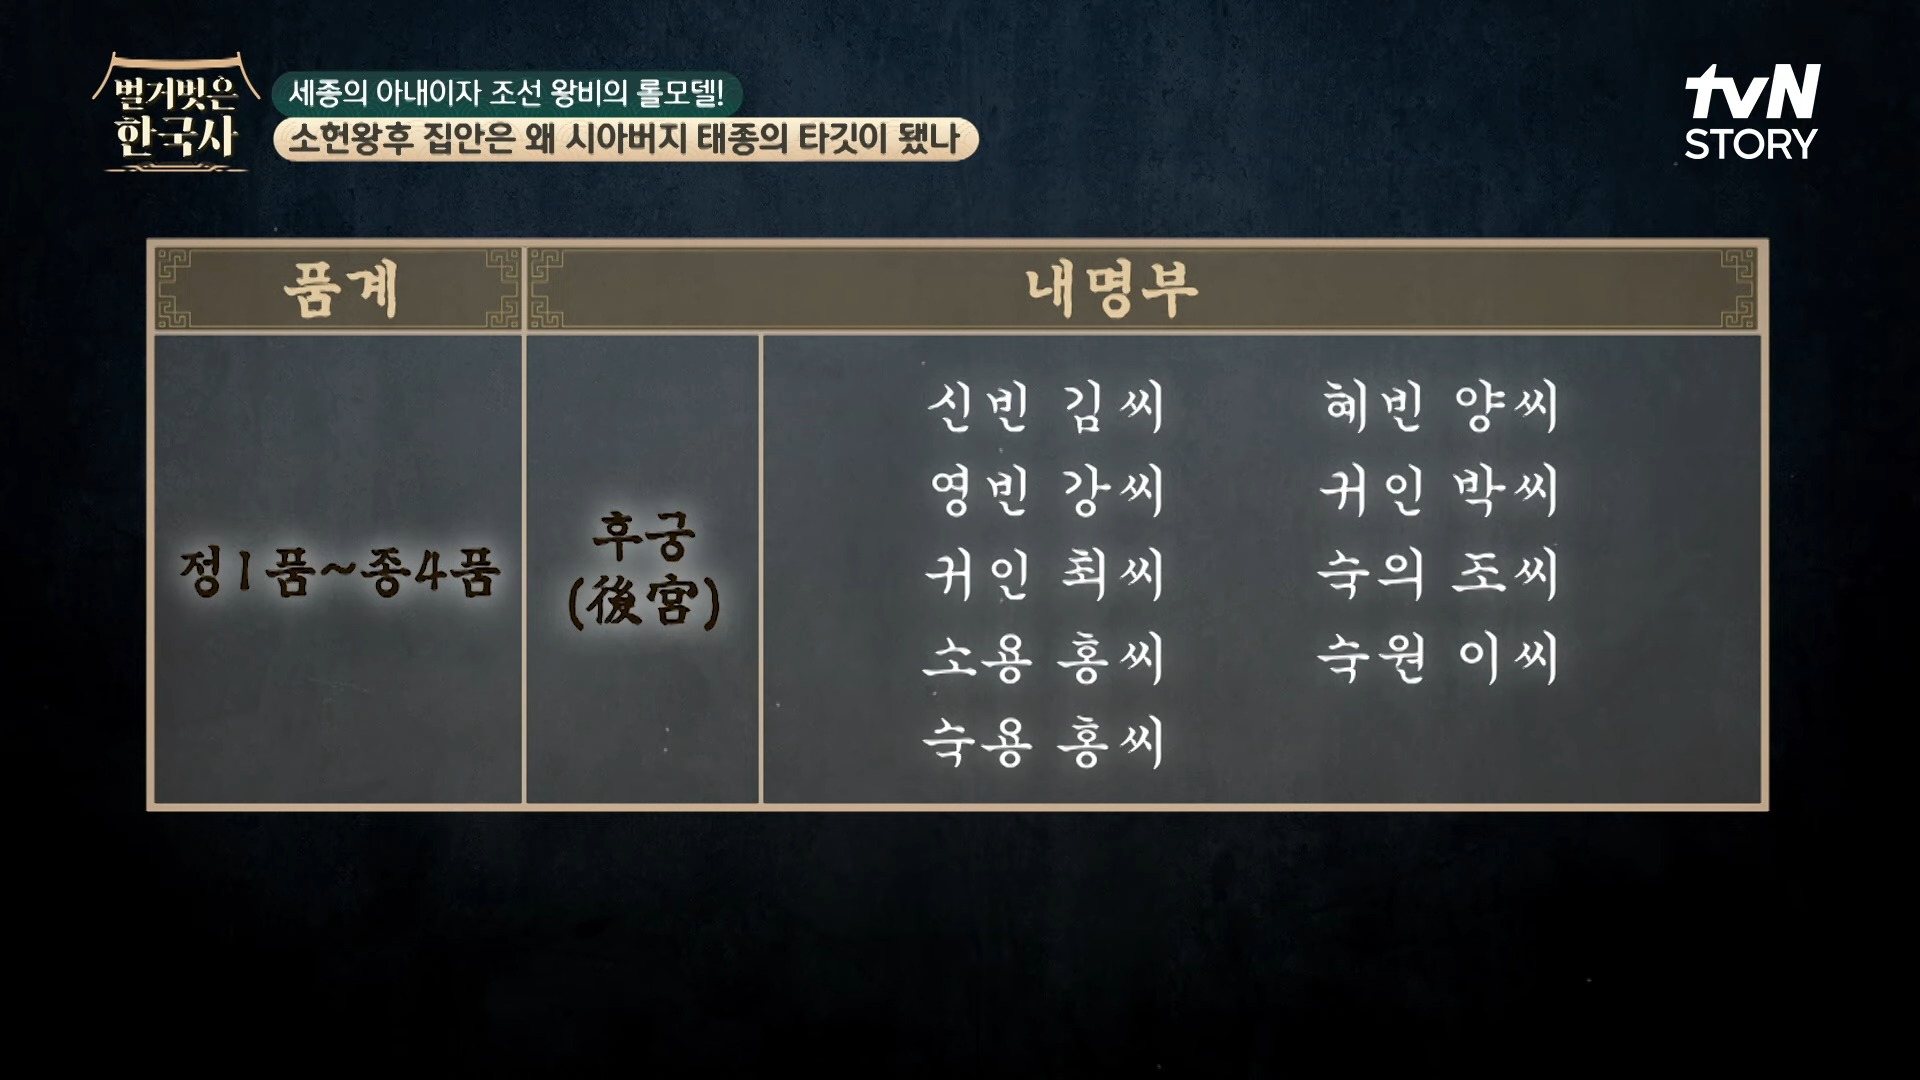 벌거벗은
한국사
세종의 아내이자 조선 왕비의 롤모델!
소헌왕후 집안은 왜 시아버지 태종의 타깃이 됐나
tvN
STORY
품계
내명부
정1품~종4품
후궁
(後宮)
신빈 김씨 혜빈 양씨
영빈 강씨 귀인 박씨
귀인 최씨 숙의 조씨
소용 홍씨 숙원 이씨
숙용 홍씨